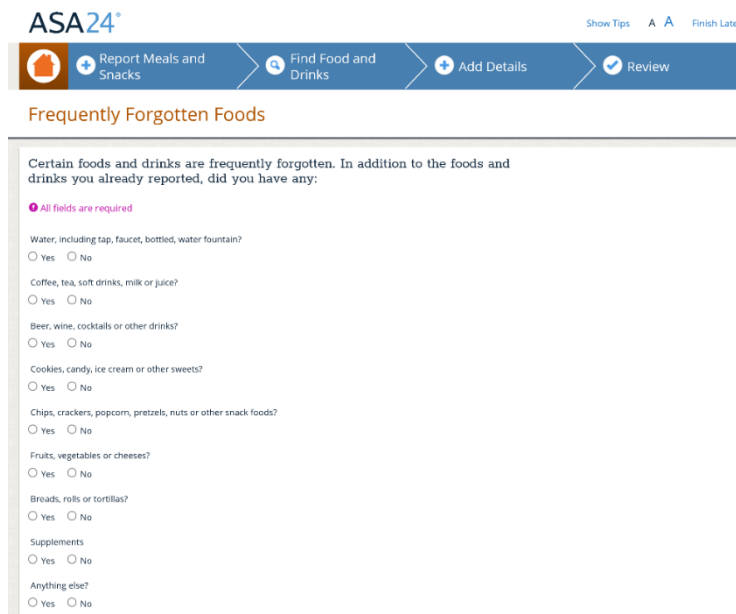 ASA24®
Show Tips A A Finish Late
Report Meals and
Snacks
Find Food and
Drinks
Add Details
Review
Frequently Forgotten Foods
Certain foods and drinks are frequently forgotten. In addition to the foods and
drinks you already reported, did you have any:
All fields are required
Water, including tap, faucet, bottled, water fountain?
Yes No
Coffee, tea, soft drinks, milk or juice?
Yes No
Beer, wine, cocktails or other drinks?
Yes No
Cookies, candy, ice cream or other sweets?
Yes No
Chips, crackers, popcorn, pretzels, nuts or other snack foods?
Yes No
Fruits, vegetables or cheeses?
Yes No
Breads, rolls or tortillas?
Yes No
Supplements
Yes No
Anything else?
Yes No